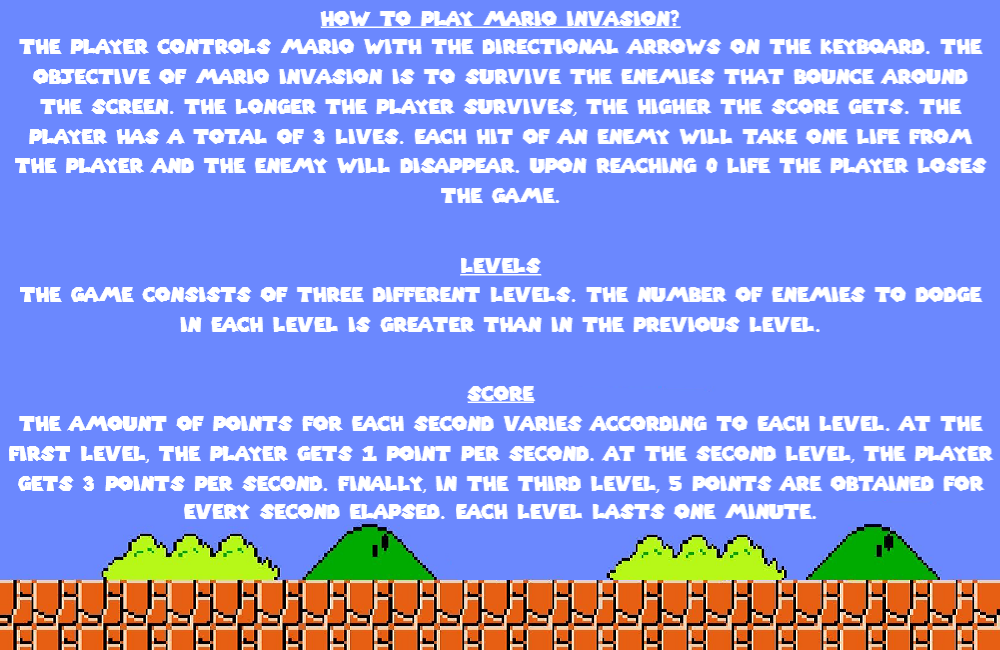 HOW TO PLAY MARIO INVASION?
THE PLAYER CONTROLS MARIO WITH THE DIRECTIONAL ARROWS ON THE KEYBOARD. THE
OBJECTIVE OF MARIO INVASION IS TO SURVIVE THE ENEMIES THAT BOUNCE AROUND
THE SCREEN. THE LONGER THE PLAYER SURVIVES, THE HIGHER THE SCORE GETS. THE
PLAYER HAS A TOTAL OF 3 LIVES. EACH HIT OF AN ENEMY WILL TAKE ONE LIFE FROM
THE PLAYER AND THE ENEMY WILL DISAPPEAR. UPON REACHING 0 LIFE THE PLAYER LOSES
THE GAME.
LEVELS
THE GAME CONSISTS OF THREE DIFFERENT LEVELS. THE NUMBER OF ENEMIES TO DODGE
IN EACH LEVEL IS GREATER THAN IN THE PREVIOUS LEVEL.
SCORE
THE AMOUNT OF POINTS FOR EACH SECOND VARIES ACCORDING TO EACH LEVEL. AT THE
FIRST LEVEL, THE PLAYER GETS 1 POINT PER SECOND. AT THE SECOND LEVEL, THE PLAYER
GETS 3 POINTS PER SECOND. FINALLY, IN THE THIRD LEVEL, 5 POINTS ARE OBTAINED FOR
EVERY SECOND ELAPSED. EACH LEVEL LASTS ONE MINUTE.